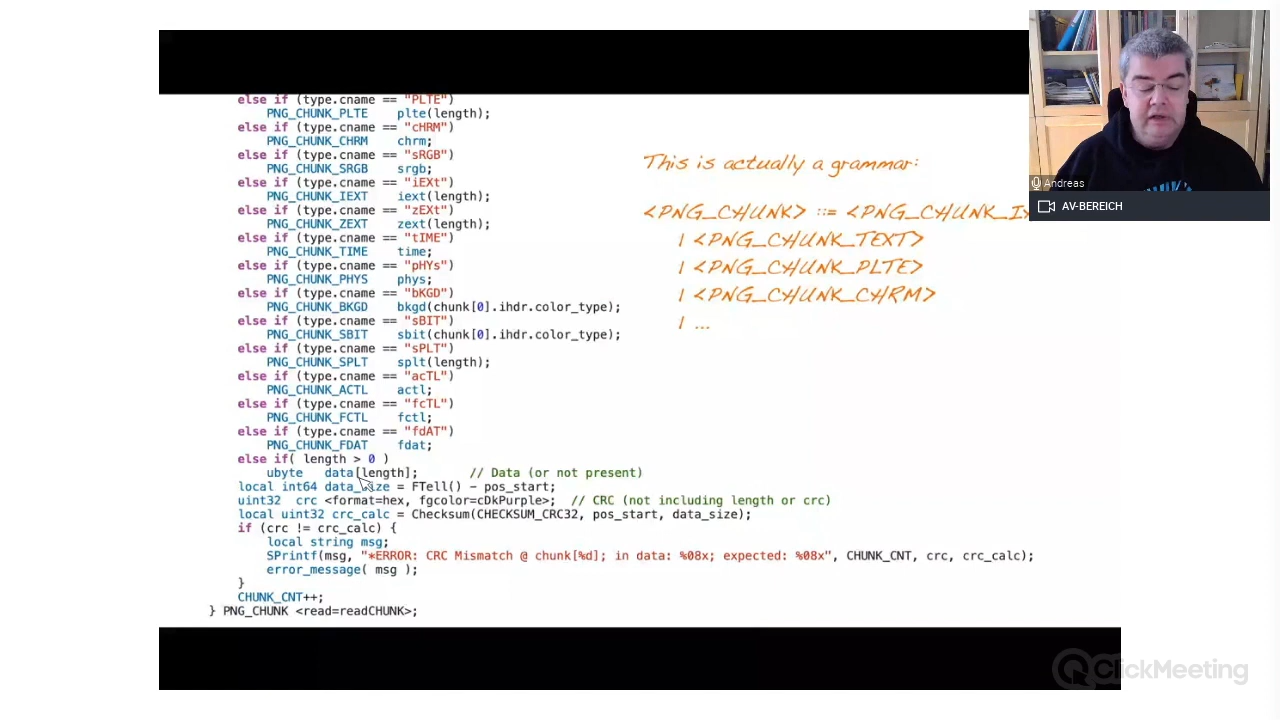 else if (type.cname == "PLTE")
PNG_CHUNK_PLTE plte(length);
else if (type.cname == "cHRM")
PNG_CHUNK_CHRM chrm;
else if (type.cname == "sRGB")
PNG_CHUNK_SRGB srgb;
else if (type.cname == "iEXt")
PNG_CHUNK_IEXT iext(length);
else if (type.cname == "zEXt")
PNG_CHUNK_ZEXT zext(length);
else if (type.cname == "tIME")
PNG_CHUNK_TIME time;
else if (type.cname == "pHYs")
PNG_CHUNK_PHYS phys;
else if (type.cname == "bKGD")
PNG_CHUNK_BKGD bkgd(chunk[0].ihdr.color_type);
else if (type.cname == "sBIT")
PNG_CHUNK_SBIT sbit(chunk[0].ihdr.color_type);
else if (type.cname == "sPLT")
PNG_CHUNK_SPLT splt(length);
else if (type.cname == "acTL")
PNG_CHUNK_ACTL actl;
else if (type.cname == "fcTL")
PNG_CHUNK_FCTL fctl;
else if (type.cname == "fdAT")
PNG_CHUNK_FDAT fdat;
else if( length > 0 )
ubyte data[length]; // Data (or not present)
local int64 data_size = FTell() - pos_start;
uint32 crc <format=hex, fgcolor=cDkPurple>; // CRC (not including length or crc)
local uint32 crc_calc = Checksum(CHECKSUM_CRC32, pos_start, data_size);
if (crc != crc_calc) {
local string msg;
SPrintf(msg, "*ERROR: CRC Mismatch @ chunk[%d]; in data: %08x; expected: %08x", CHUNK_CNT, crc, crc_calc);
error_message( msg );
}
CHUNK_CNT++;
} PNG_CHUNK <read=readCHUNK>;
This is actually a grammar:
<PNG_CHUNK> ::= <PNG_CHUNK_I
| <PNG_CHUNK_TEXT>
| <PNG_CHUNK_PLTE>
| <PNG_CHUNK_CHRM>
| ...
Andreas
AV-BEREICH
ClickMeeting